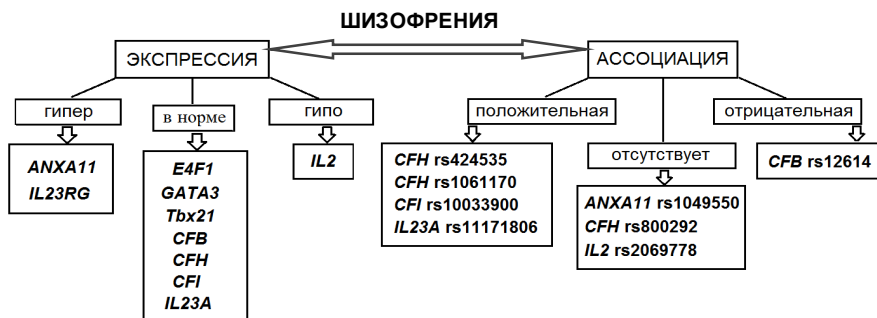 ШИЗОФРЕНИЯ
ЭКСПРЕССИЯ
АССОЦИАЦИЯ
гипер
в норме
гипо
положительная
отсутствует
отрицательная
ANXA11
IL23RG
E4F1
GATA3
Tbx21
CFB
CFH
CFI
IL23A
IL2
CFH rs424535
CFH rs1061170
CFI rs10033900
IL23A rs11171806
ANXA11 rs1049550
CFH rs800292
IL2 rs2069778
CFB rs12614